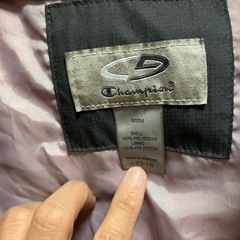 Champion
SHELL
100% POLYESTER
LINING
100% POLYESTER